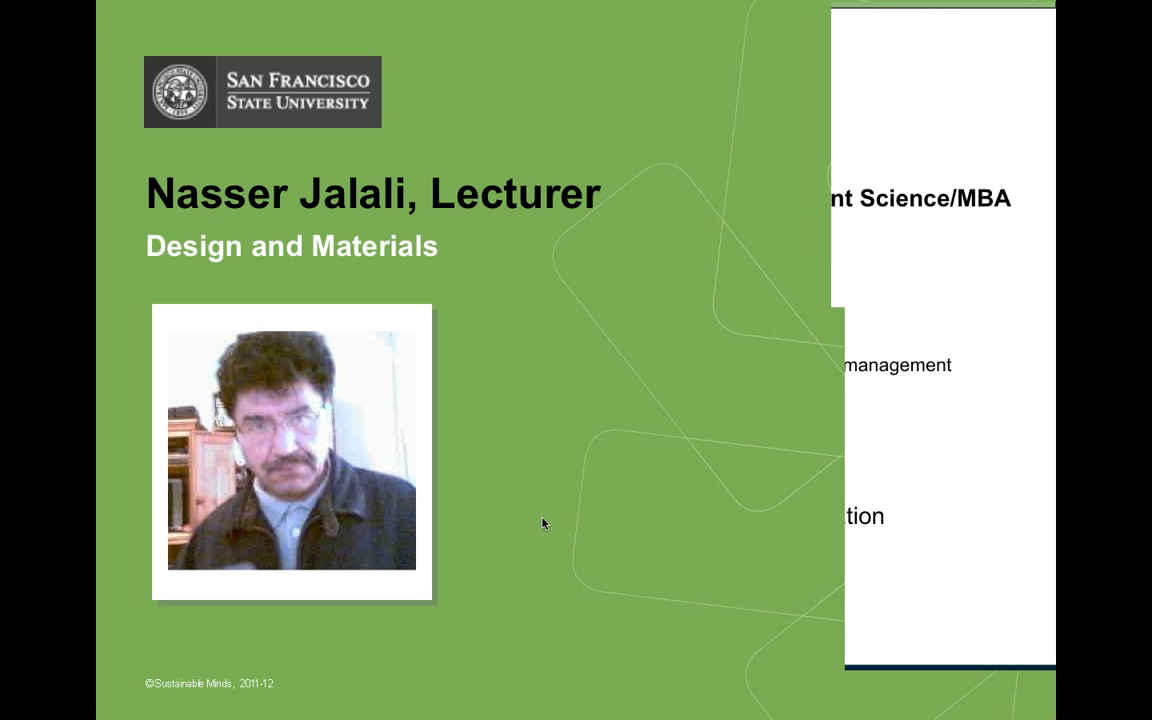 SAN FRANCISCO
STATE UNIVERSITY
Nasser Jalali, Lecturer
Design and Materials
nt Science/MBA
management
tion
©Sustainable Minds, 2011-12